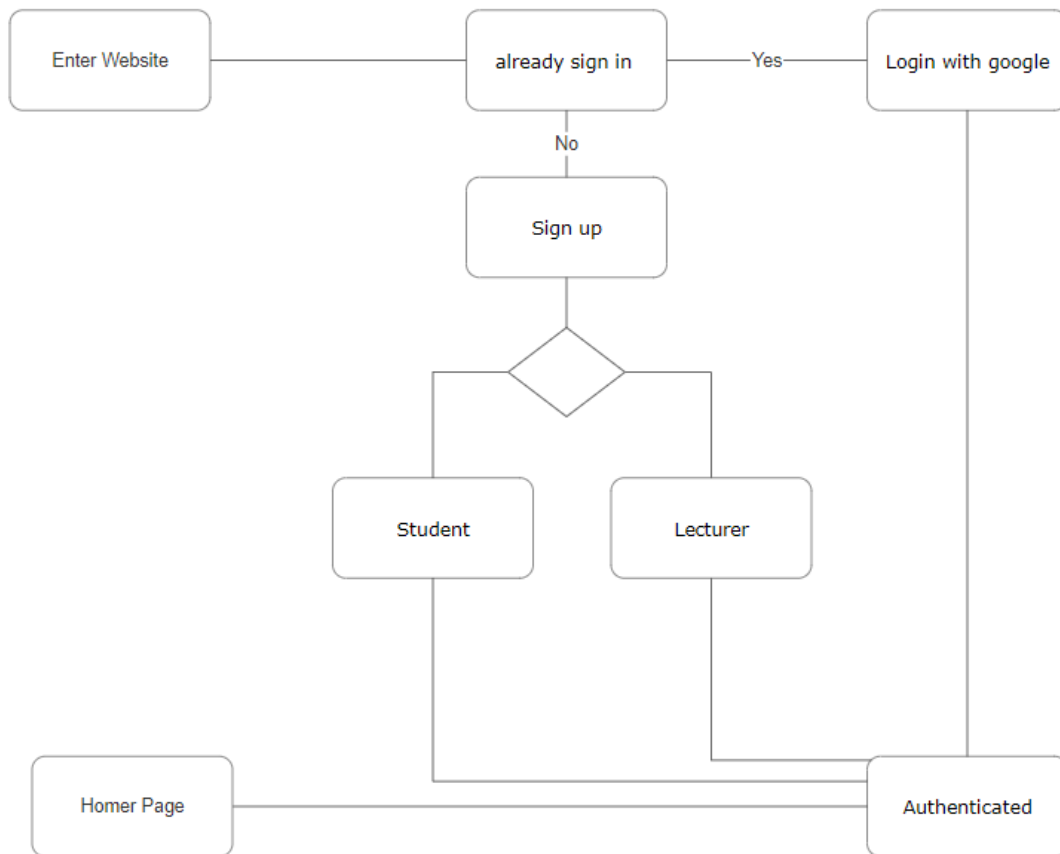 Enter Website
already sign in
Yes
Login with google
No
Sign up
Student
Lecturer
Homer Page
Authenticated